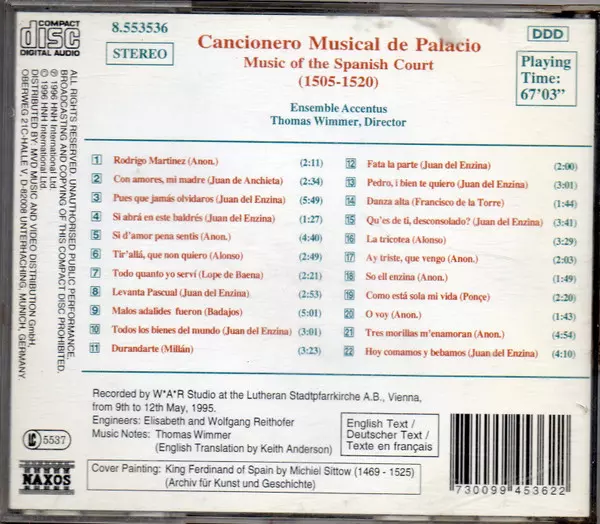 COMPACT
disc
DIGITAL AUDIO
8.553536
STEREO
Cancionero Musical de Palacio
Music of the Spanish Court
(1505-1520)
Ensemble Accentus
Thomas Wimmer, Director
DDD
Playing
Time:
67'03"
1 Rodrigo Martinez (Anon.) (2:11)
2 Con amores, mi madre (Juan de Anchieta) (2:34)
3 Pues que jamás olvidaros (Juan del Enzina) (5:49)
4 Si abrá en este baldrés (Juan del Enzina) (1:27)
5 Si d'amor pena sentis (Anon.) (4:40)
6 Tir'allá, que non quiero (Alonso) (2:49)
7 Todo quanto yo serví (Lope de Baena) (2:21)
8 Levanta Pascual (Juan del Enzina) (2:53)
9 Malos adalides fueron (Badajos) (5:01)
10 Todos los bienes del mundo (Juan del Enzina) (3:01)
11 Durandarte (Millán) (3:23)
12 Fata la parte (Juan del Enzina) (2:00)
13 Pedro, i bien te quiero (Juan del Enzina) (3:01)
14 Danza alta (Francisco de la Torre) (1:44)
15 Qu'es de ti, desconsolado? (Juan del Enzina) (3:41)
16 La tricotea (Alonso) (3:29)
17 Ay triste, que vengo (Anon.) (2:03)
18 So ell enzina (Anon.) (1:49)
19 Como está sola mi vida (Ponçe) (2:20)
20 O voy (Anon.) (1:43)
21 Tres morillas m'enamoran (Anon.) (4:54)
22 Hoy comamos y bebamos (Juan del Enzina) (4:10)
Recorded by W*A*R Studio at the Lutheran Stadtpfarrkirche A.B., Vienna,
from 9th to 12th May, 1995.
Engineers: Elisabeth and Wolfgang Reithofer
Music Notes: Thomas Wimmer
(English Translation by Keith Anderson)
English Text /
Deutscher Text /
Texte en français
Cover Painting: King Ferdinand of Spain by Michiel Sittow (1469 - 1525)
(Archiv für Kunst und Geschichte)
730099 453622
LC 5537
NAXOS
ALL RIGHTS RESERVED. UNAUTHORISED PUBLIC PERFORMANCE,
BROADCASTING AND COPYING OF THIS COMPACT DISC PROHIBITED.
℗ 1996 HNH International Ltd.
© 1996 HNH International Ltd.
DISTRIBUTED BY: MVD MUSIC AND VIDEO DISTRIBUTION GmbH,
OBERWEG 21C-HALLE V, D-82008 UNTERHACHING, MUNICH, GERMANY